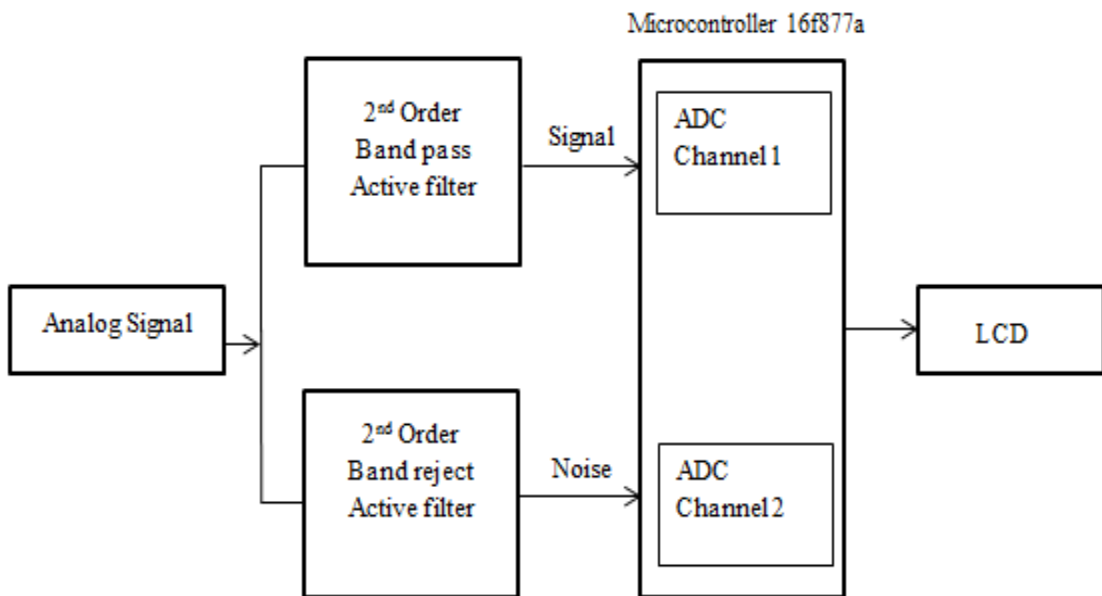 Microcontroller 16f877a
2nd Order
Band pass
Active filter
Signal
ADC
Channel 1
Analog Signal
LCD
2nd Order
Band reject
Active filter
Noise
ADC
Channel 2